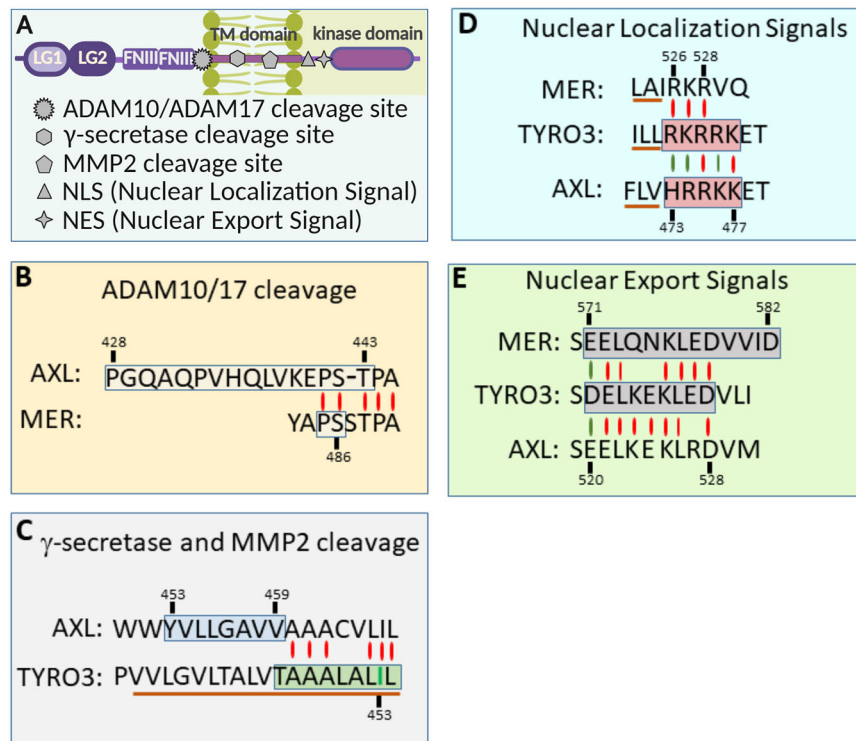 A
TM domain
kinase domain
LG1 LG2 FNIII FNIII
ADAM10/ADAM17 cleavage site
γ-secretase cleavage site
MMP2 cleavage site
NLS (Nuclear Localization Signal)
NES (Nuclear Export Signal)
B
ADAM10/17 cleavage
428 443
AXL: PGQAQPVHQLVKEPS-TPA
MER: YAPSSTPA
486
C
γ-secretase and MMP2 cleavage
453 459
AXL: WWYVLLGAVVAAACVLIL
TYRO3: PVVLGVLTALVTAAALALIL
453
D
Nuclear Localization Signals
526 528
MER: LAIRKRVQ
TYRO3: ILLRKRRKET
AXL: FLVHRRKKET
473 477
E
Nuclear Export Signals
571 582
MER: SEELQNKLEDVVID
TYRO3: SDELKEKLEDVLI
AXL: SEELKEKLRDVM
520 528